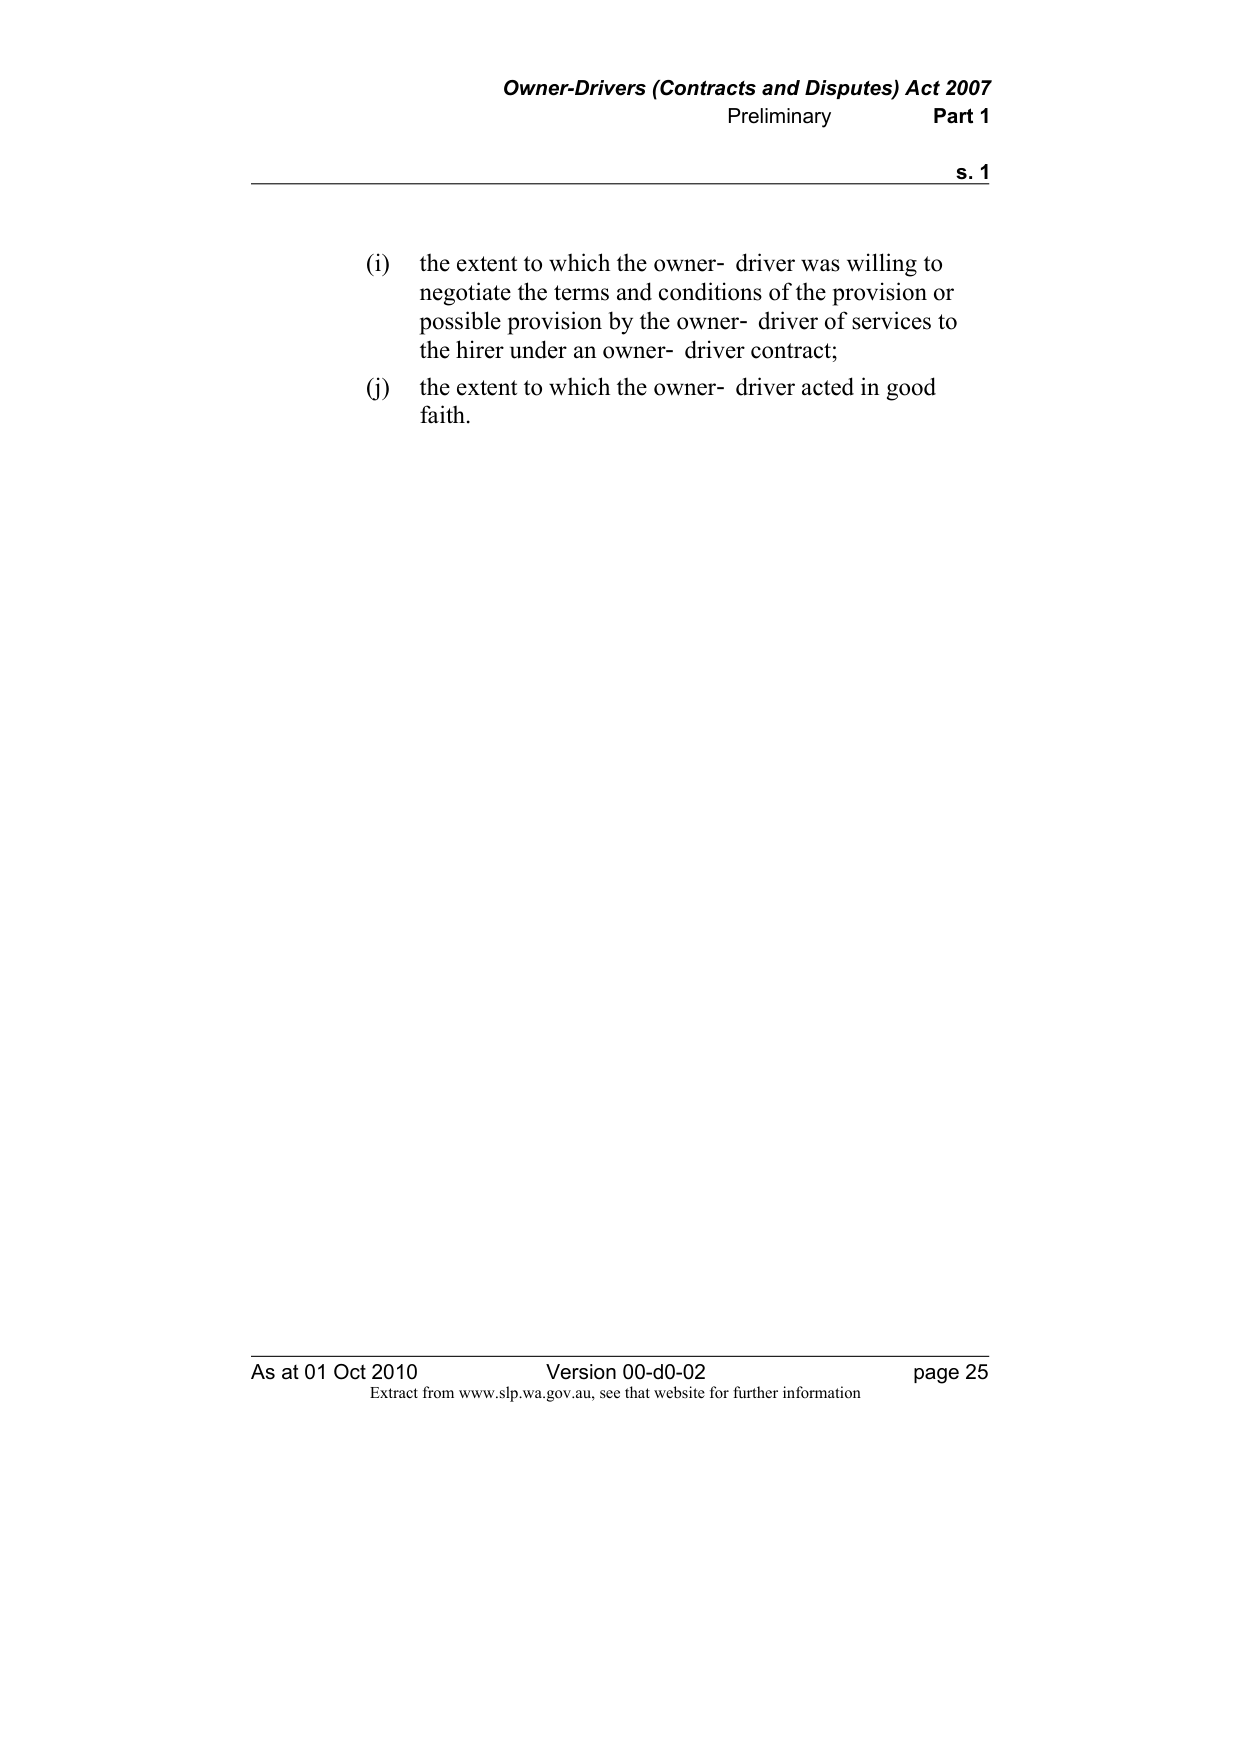 Owner-Drivers (Contracts and Disputes) Act 2007
Preliminary Part 1
s. 1
(i) the extent to which the owner- driver was willing to
negotiate the terms and conditions of the provision or
possible provision by the owner- driver of services to
the hirer under an owner- driver contract;
(j) the extent to which the owner- driver acted in good
faith.
As at 01 Oct 2010 Version 00-d0-02 page 25
Extract from www.slp.wa.gov.au, see that website for further information